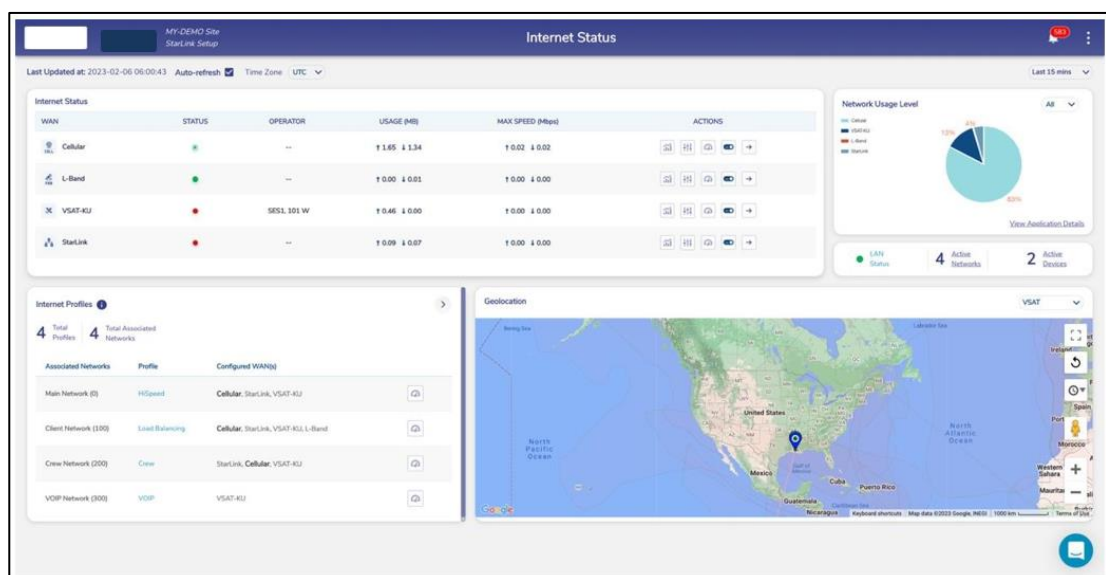 MY-DEMO Site
StarLink Setup
Internet Status
583
Last Updated at: 2023-02-06 06:00:43 Auto-refresh Time Zone UTC
Last 15 mins
Internet Status
WAN STATUS OPERATOR USAGE (MB) MAX SPEED (Mbps) ACTIONS
CELL Cellular -- ↑ 1.65 ↓ 1.34 ↑ 0.02 ↓ 0.02
L-Band -- ↑ 0.00 ↓ 0.01 ↑ 0.00 ↓ 0.00
VSAT-KU SES1, 101 W ↑ 0.46 ↓ 0.00 ↑ 0.00 ↓ 0.00
StarLink -- ↑ 0.09 ↓ 0.07 ↑ 0.00 ↓ 0.00
Network Usage Level All
Cellular
VSAT-KU
L-Band
StarLink
4%
83%
View Application Details
LAN Status
4 Active Networks
2 Active Devices
Internet Profiles
4 Total Profiles 4 Total Associated Networks
Associated Networks Profile Configured WAN(s)
Main Network (0) HiSpeed Cellular, StarLink, VSAT-KU
Client Network (100) Load Balancing Cellular, StarLink, VSAT-KU, L-Band
Crew Network (200) Crew StarLink, Cellular, VSAT-KU
VOIP Network (300) VOIP VSAT-KU
Geolocation VSAT
Bering Sea
Labrador Sea
Ireland
United States
Spain
Port
North Pacific Ocean
North Atlantic Ocean
Morocco
Mexico
Gulf of Mexico
Cuba
Puerto Rico
Western Sahara
Guatemala
Caribbean Sea
Nicaragua
Google
Keyboard shortcuts Map data ©2023 Google, INEGI 1000 km Terms of Use